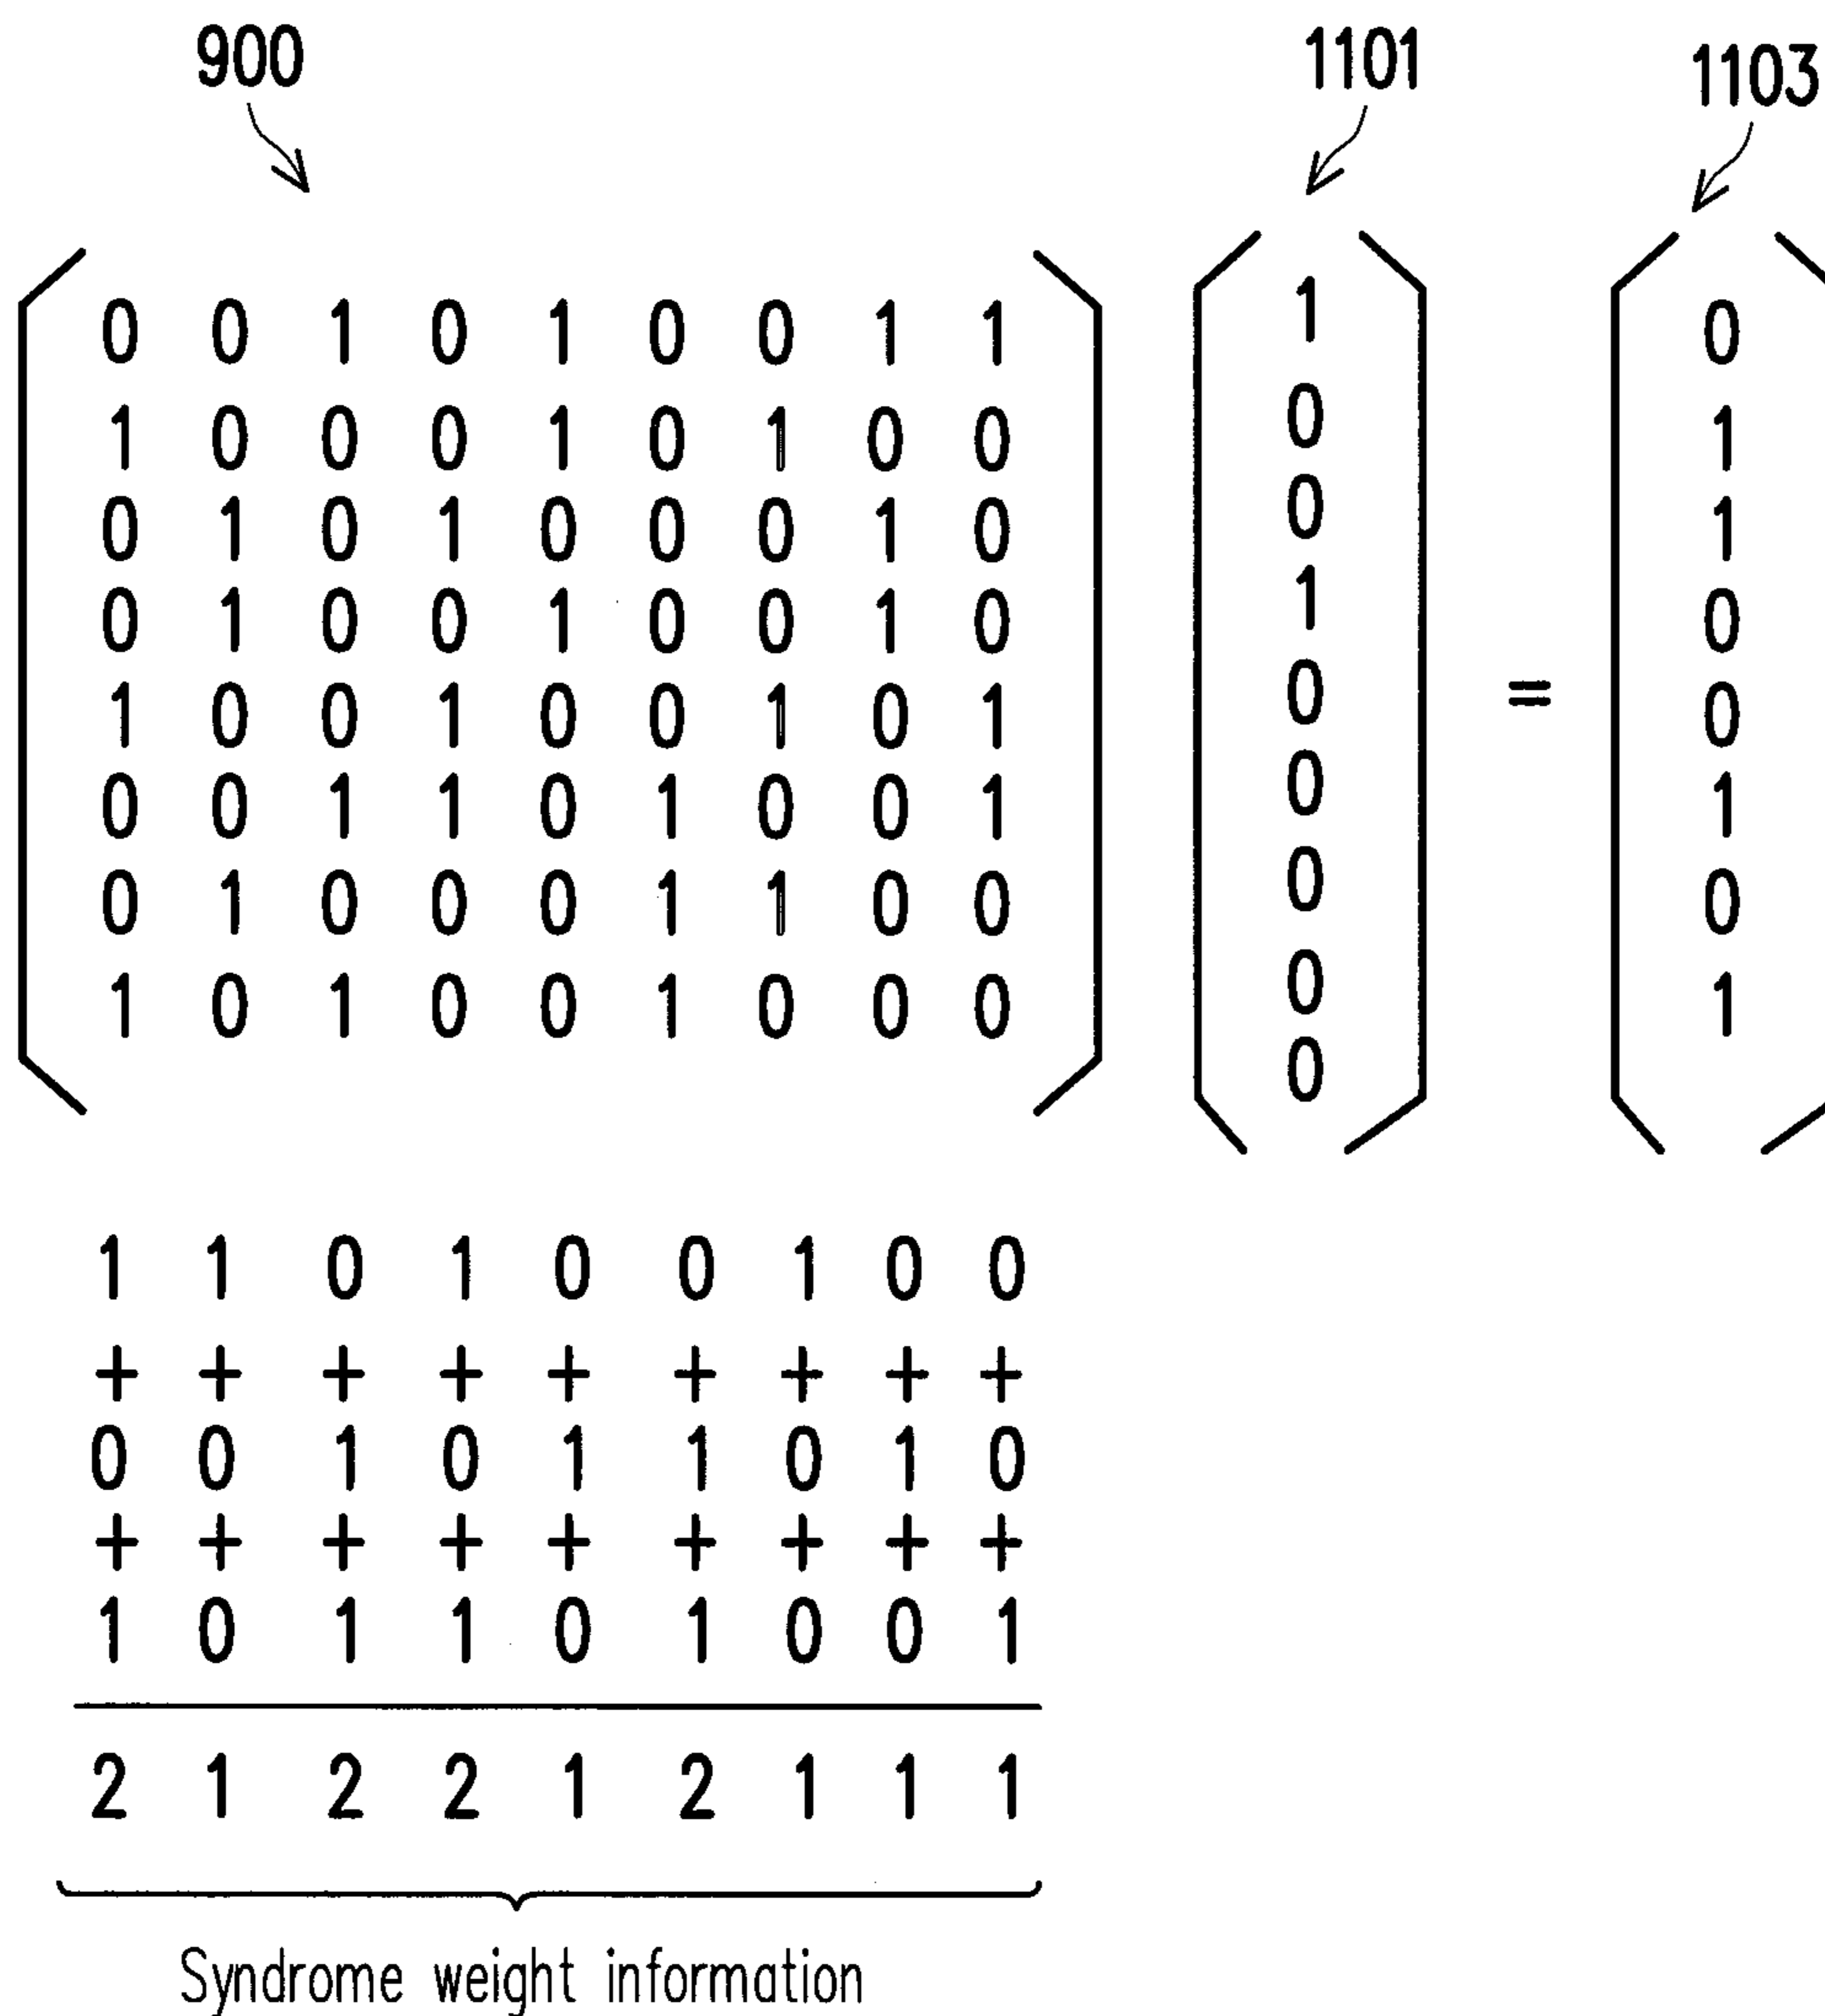 900 1101 1103
0 0 1 0 1 0 0 1 1 1 0
1 0 0 0 1 0 1 0 0 0 1
0 1 0 1 0 0 0 1 0 0 1
0 1 0 0 1 0 0 1 0 1 0
1 0 0 1 0 0 1 0 1 0 = 0
0 0 1 1 0 1 0 0 1 0 1
0 1 0 0 0 1 1 0 0 0 0
1 0 1 0 0 1 0 0 0 0 1
0
1 1 0 1 0 0 1 0 0
+ + + + + + + + +
0 0 1 0 1 1 0 1 0
+ + + + + + + + +
1 0 1 1 0 1 0 0 1
2 1 2 2 1 2 1 1 1
Syndrome weight information